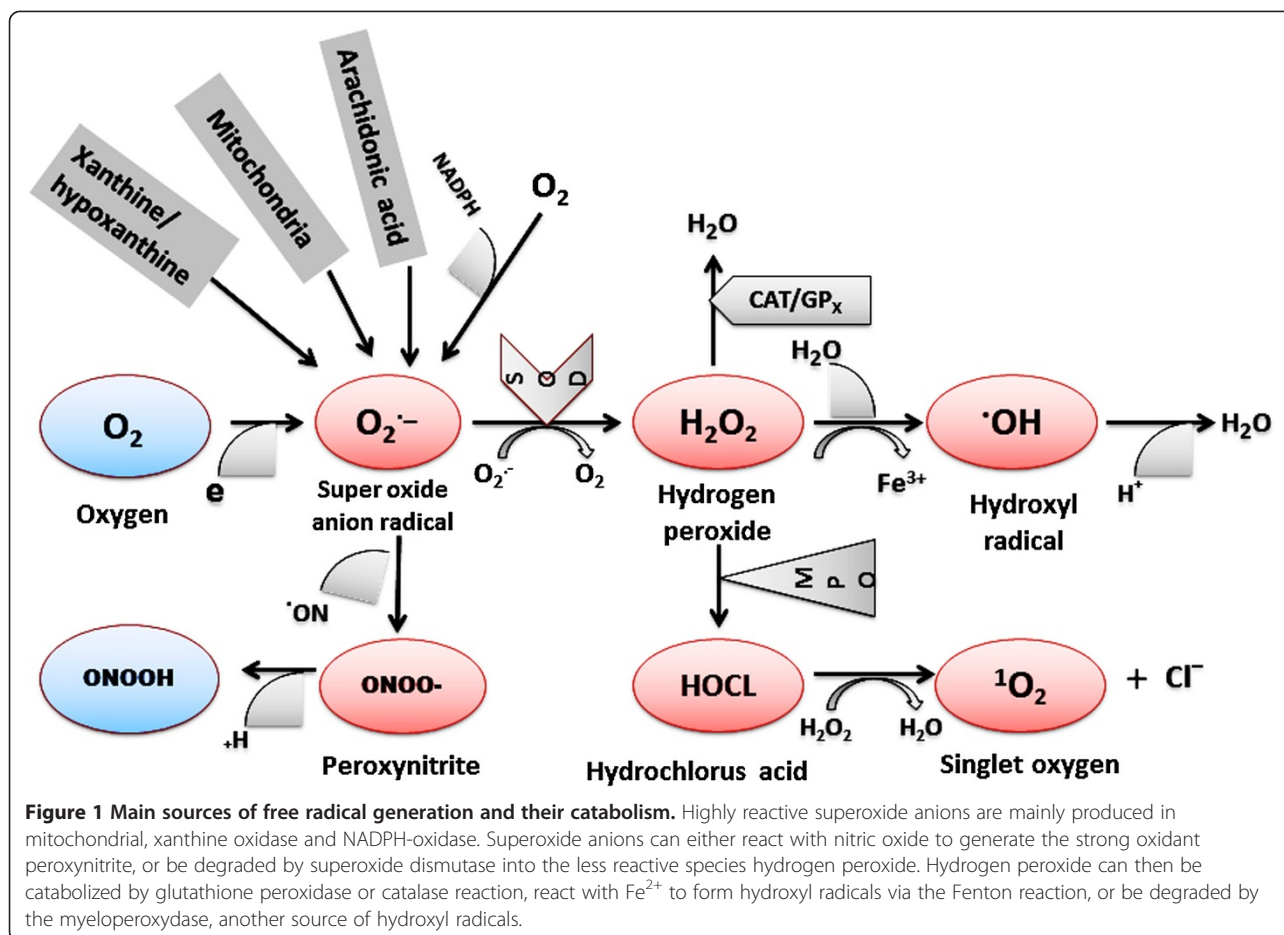 Xanthine/
hypoxanthine
Mitochondria
Arachidonic acid
NADPH
O₂
H₂O
CAT/GPₓ
H₂O
S O D
O₂
e
Oxygen
O₂·–
Super oxide
anion radical
O₂·–
O₂
H₂O₂
Hydrogen
peroxide
Fe³⁺
·OH
Hydroxyl
radical
H⁺
H₂O
·ON
M P O
ONOOH
+H
ONOO-
Peroxynitrite
HOCL
Hydrochlorus acid
H₂O₂
H₂O
¹O₂
Singlet oxygen
+ Cl⁻
Figure 1 Main sources of free radical generation and their catabolism. Highly reactive superoxide anions are mainly produced in
mitochondrial, xanthine oxidase and NADPH-oxidase. Superoxide anions can either react with nitric oxide to generate the strong oxidant
peroxynitrite, or be degraded by superoxide dismutase into the less reactive species hydrogen peroxide. Hydrogen peroxide can then be
catabolized by glutathione peroxidase or catalase reaction, react with Fe²⁺ to form hydroxyl radicals via the Fenton reaction, or be degraded by
the myeloperoxydase, another source of hydroxyl radicals.